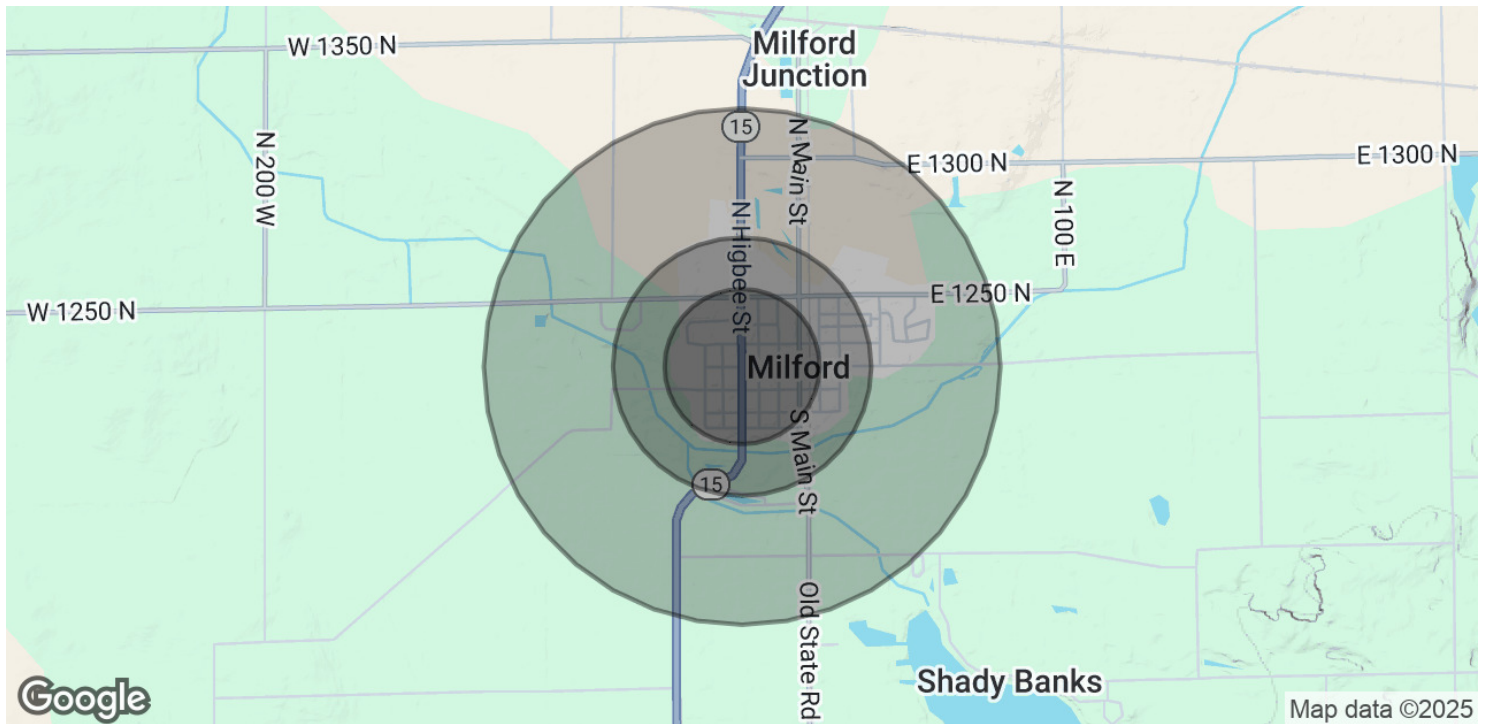 W 1350 N
Milford
Junction
15
N Main St
N 200 W
E 1300 N
E 1300 N
N 100 E
N Higbee St
W 1250 N
E 1250 N
Milford
S Main St
15
Old State Rd
Shady Banks
Google
Map data ©2025